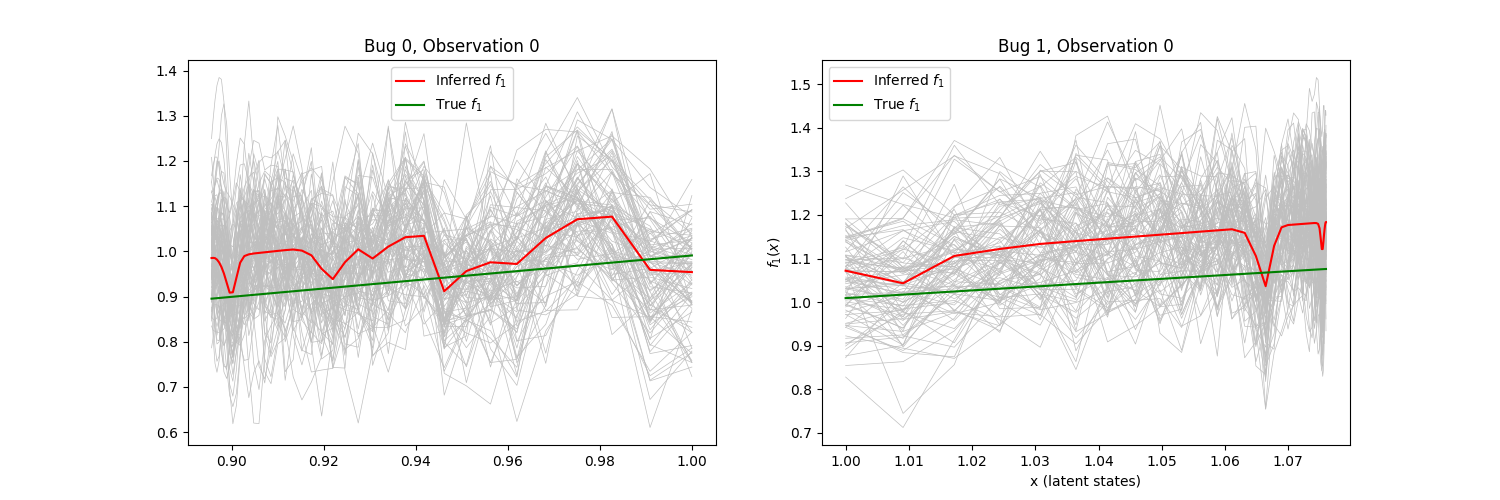 Bug 0, Observation 0
Inferred f₁
True f₁
1.4
1.3
1.2
1.1
1.0
0.9
0.8
0.7
0.6
0.90 0.92 0.94 0.96 0.98 1.00
Bug 1, Observation 0
Inferred f₁
True f₁
f₁(x)
1.5
1.4
1.3
1.2
1.1
1.0
0.9
0.8
0.7
1.00 1.01 1.02 1.03 1.04 1.05 1.06 1.07
x (latent states)